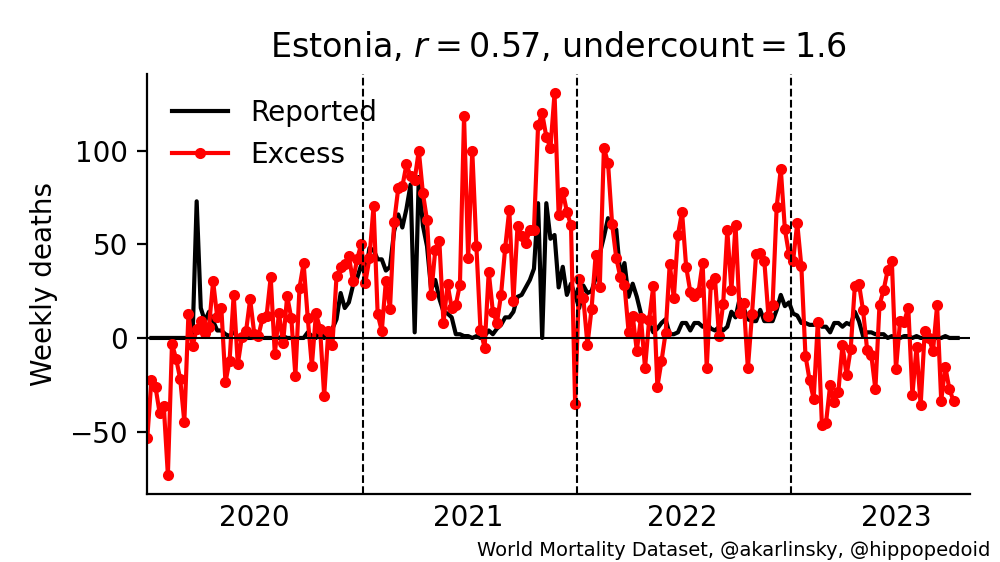 Estonia, r = 0.57, undercount = 1.6
Reported
Excess
Weekly deaths
100
50
0
−50
2020 2021 2022 2023
World Mortality Dataset, @akarlinsky, @hippopedoid